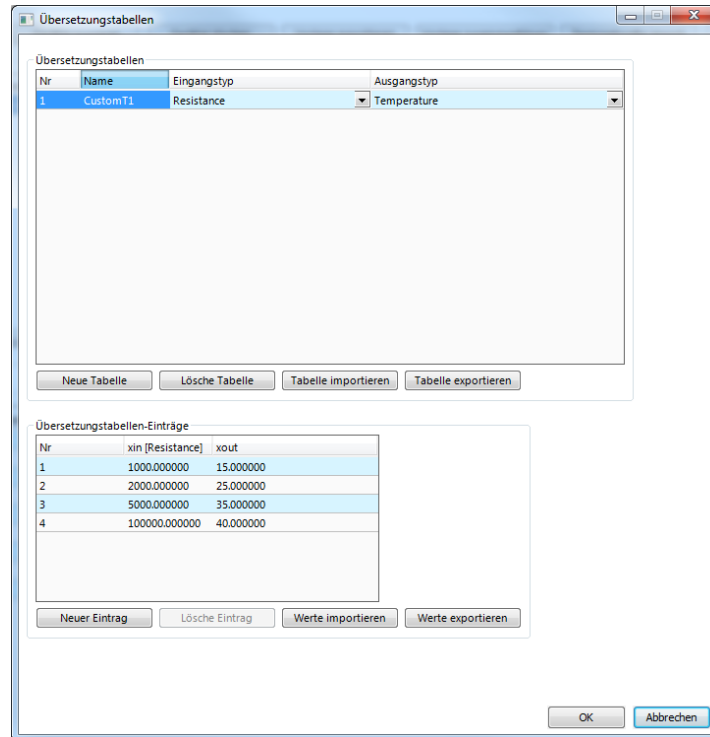 Übersetzungstabellen
Übersetzungstabellen
Nr Name Eingangstyp Ausgangstyp
1 CustomT1 Resistance Temperature
Neue Tabelle Lösche Tabelle Tabelle importieren Tabelle exportieren
Übersetzungstabellen-Einträge
Nr xin [Resistance] xout
1 1000.000000 15.000000
2 2000.000000 25.000000
3 5000.000000 35.000000
4 100000.000000 40.000000
Neuer Eintrag Lösche Eintrag Werte importieren Werte exportieren
OK Abbrechen